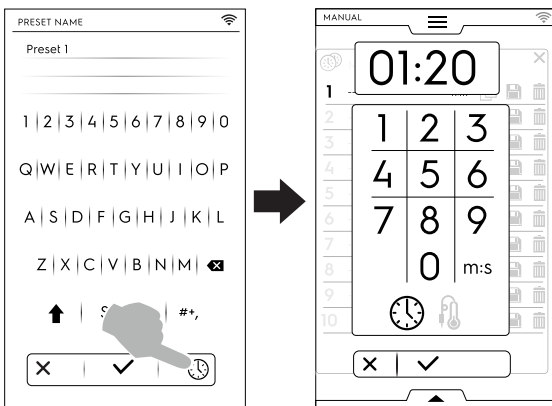 PRESET NAME
Preset 1
1 2 3 4 5 6 7 8 9 0
Q W E R T Y U I O P
A S D F G H J K L
Z X C V B N M
S #+,
MANUAL
01:20
1
2
3
4
5
6
7
8
9
10
1 2 3
4 5 6
7 8 9
0 m:s